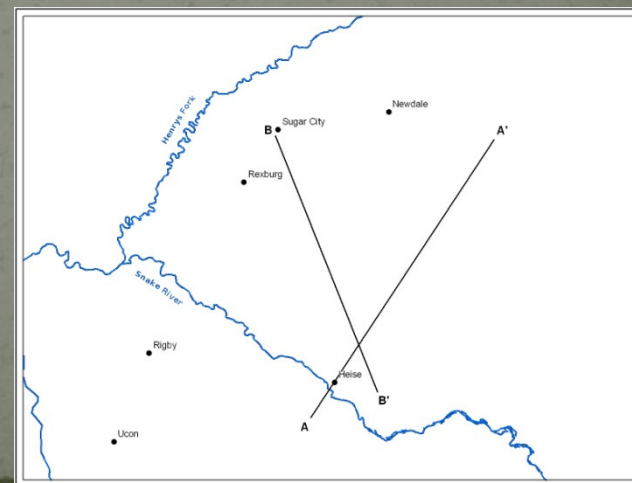 Newdale
Henrys Fork
B
Sugar City
A'
Rexburg
Snake River
Rigby
Heise
B'
A
Ucon